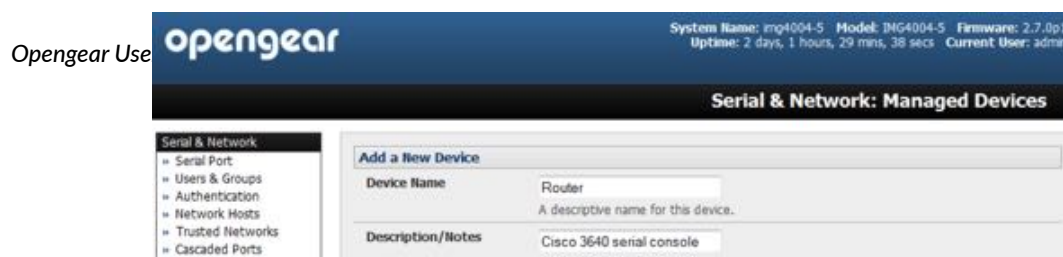 Opengear Use
opengear
System Name: img4004-5 Model: IMG4004-5 Firmware: 2.7.0p
Uptime: 2 days, 1 hours, 29 mins, 38 secs Current User: admi
Serial & Network: Managed Devices
Serial & Network
» Serial Port
» Users & Groups
» Authentication
» Network Hosts
» Trusted Networks
» Cascaded Ports
Add a New Device
Device Name
Router
A descriptive name for this device.
Description/Notes
Cisco 3640 serial console